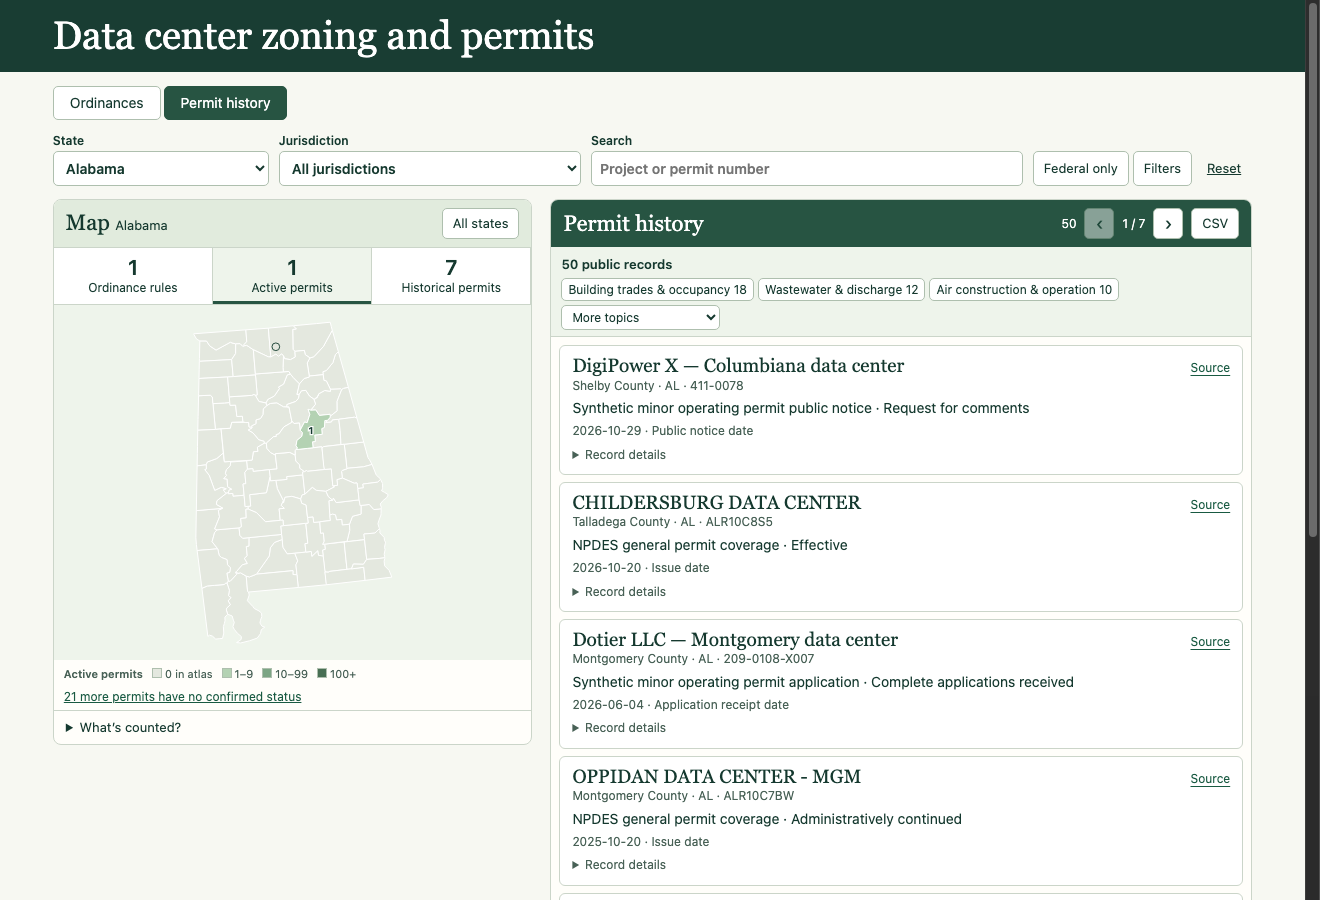 Data center zoning and permits
Ordinances
Permit history
State
Jurisdiction
Search
Alabama
All jurisdictions
Project or permit number
Federal only
Filters
Reset
Map Alabama
All states
1
Ordinance rules
1
Active permits
7
Historical permits
1
Active permits 0 in atlas 1–9 10–99 100+
21 more permits have no confirmed status
▶ What's counted?
Permit history
50 ‹ 1 / 7 › CSV
50 public records
Building trades & occupancy 18
Wastewater & discharge 12
Air construction & operation 10
More topics
DigiPower X — Columbiana data center
Source
Shelby County · AL · 411-0078
Synthetic minor operating permit public notice · Request for comments
2026-10-29 · Public notice date
▶ Record details
CHILDERSBURG DATA CENTER
Source
Talladega County · AL · ALR10C8S5
NPDES general permit coverage · Effective
2026-10-20 · Issue date
▶ Record details
Dotier LLC — Montgomery data center
Source
Montgomery County · AL · 209-0108-X007
Synthetic minor operating permit application · Complete applications received
2026-06-04 · Application receipt date
▶ Record details
OPPIDAN DATA CENTER - MGM
Source
Montgomery County · AL · ALR10C7BW
NPDES general permit coverage · Administratively continued
2025-10-20 · Issue date
▶ Record details